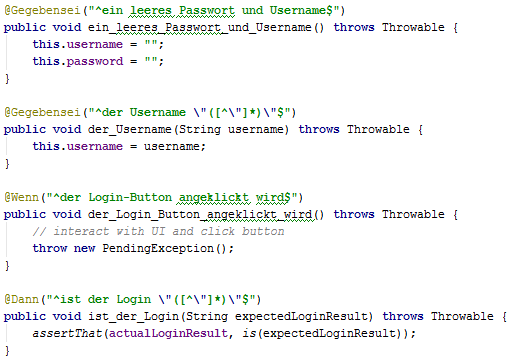 @Gegebensei("^ein leeres Passwort und Username$")
public void ein_leeres_Passwort_und_Username() throws Throwable {
    this.username = "";
    this.password = "";
}

@Gegebensei("^der Username \"([^\"]*)\"$")
public void der_Username(String username) throws Throwable {
    this.username = username;
}

@Wenn("^der Login-Button angeklickt wird$")
public void der_Login_Button_angeklickt_wird() throws Throwable {
    // interact with UI and click button
    throw new PendingException();
}

@Dann("^ist der Login \"([^\"]*)\"$")
public void ist_der_Login(String expectedLoginResult) throws Throwable {
    assertThat(actualLoginResult, is(expectedLoginResult));
}